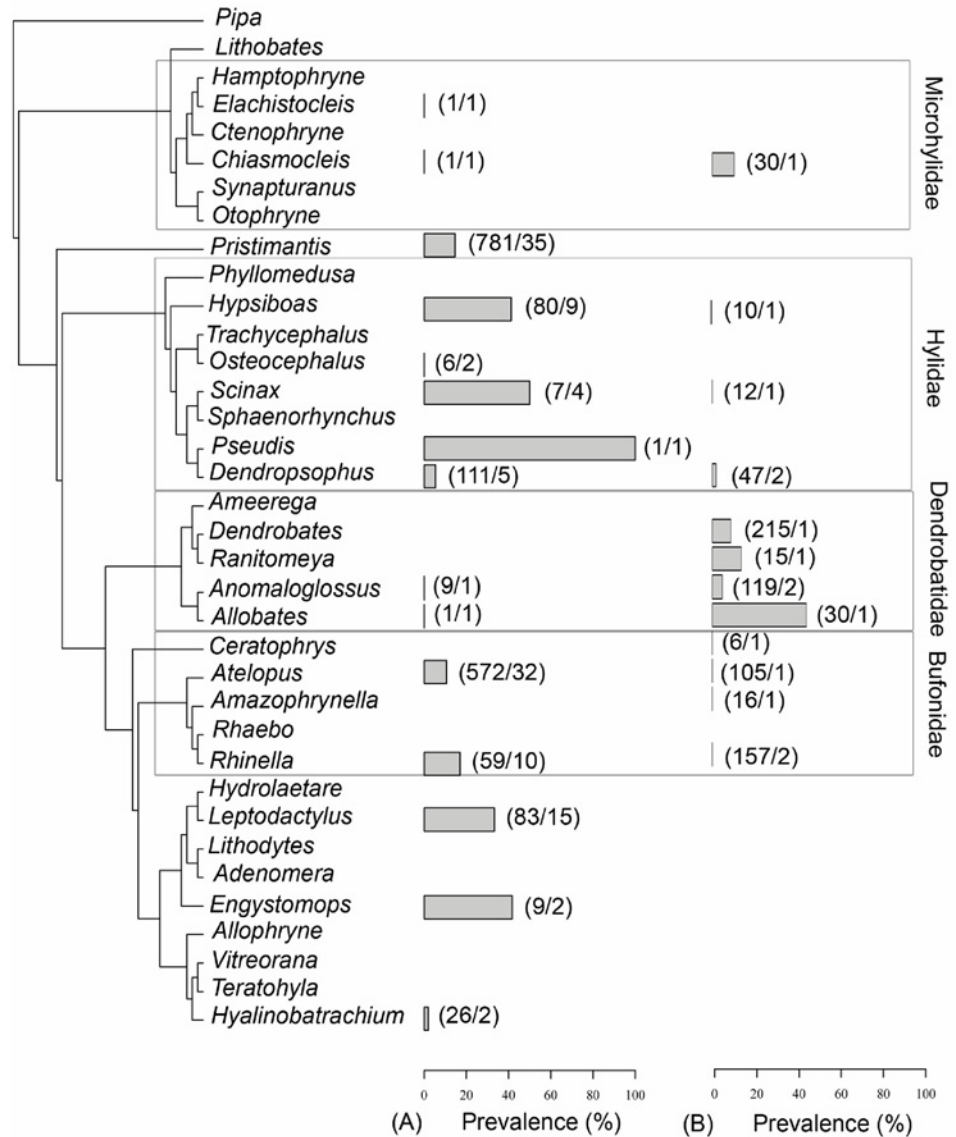 Pipa
Lithobates
Hamptophryne
Elachistocleis (1/1)
Ctenophryne
Chiasmocleis (1/1) (30/1)
Synapturanus
Otophryne
Microhylidae
Pristimantis (781/35)
Phyllomedusa
Hypsiboas (80/9) (10/1)
Trachycephalus
Osteocephalus (6/2)
Scinax (7/4) (12/1)
Sphaenorhynchus
Pseudis (1/1)
Dendropsophus (111/5) (47/2)
Hylidae
Ameerega
Dendrobates (215/1)
Ranitomeya (15/1)
Anomaloglossus (9/1) (119/2)
Allobates (1/1) (30/1)
Dendrobatidae
Ceratophrys (6/1)
Atelopus (572/32) (105/1)
Amazophrynella (16/1)
Rhaebo
Rhinella (59/10) (157/2)
Bufonidae
Hydrolaetare
Leptodactylus (83/15)
Lithodytes
Adenomera
Engystomops (9/2)
Allophryne
Vitreorana
Teratohyla
Hyalinobatrachium (26/2)
0 20 40 60 80 100 0 20 40 60 80 100
(A) Prevalence (%) (B) Prevalence (%)